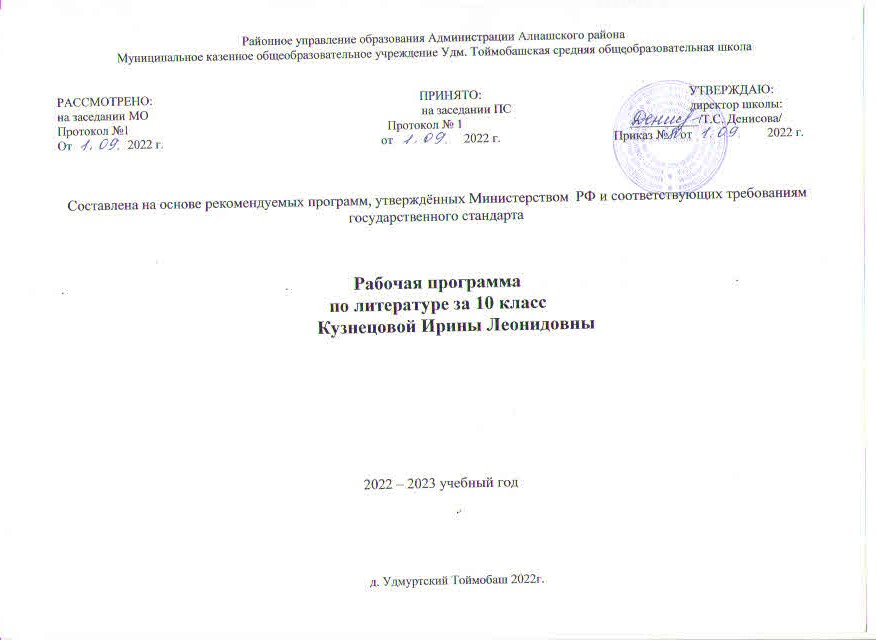 Районное управление образования Администрации Алнашского района
Муниципальное казенное общеобразовательное учреждение Удм. Тоймобашская средняя общеобразовательная школа
РАССМОТРЕНО:
на заседании МО
Протокол №1
От 1.09. 2022 г.
ПРИНЯТО:
на заседании ПС
Протокол № 1
от 1.09. 2022 г.
УТВЕРЖДАЮ:
директор школы:
Денис /Т.С. Денисова/
Приказ № от 1.09. 2022 г.
Составлена на основе рекомендуемых программ, утверждённых Министерством РФ и соответствующих требованиям
государственного стандарта
Рабочая программа
по литературе за 10 класс
Кузнецовой Ирины Леонидовны
2022 – 2023 учебный год
д. Удмуртский Тоймобаш 2022г.